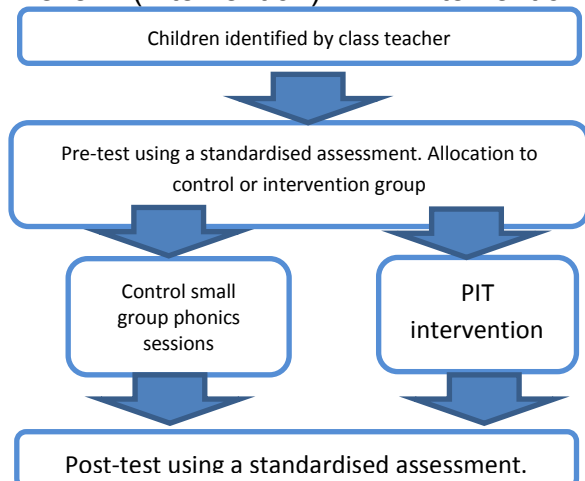 Children identified by class teacher
Pre-test using a standardised assessment. Allocation to
control or intervention group
Control small
group phonics
sessions
PIT
intervention
Post-test using a standardised assessment.